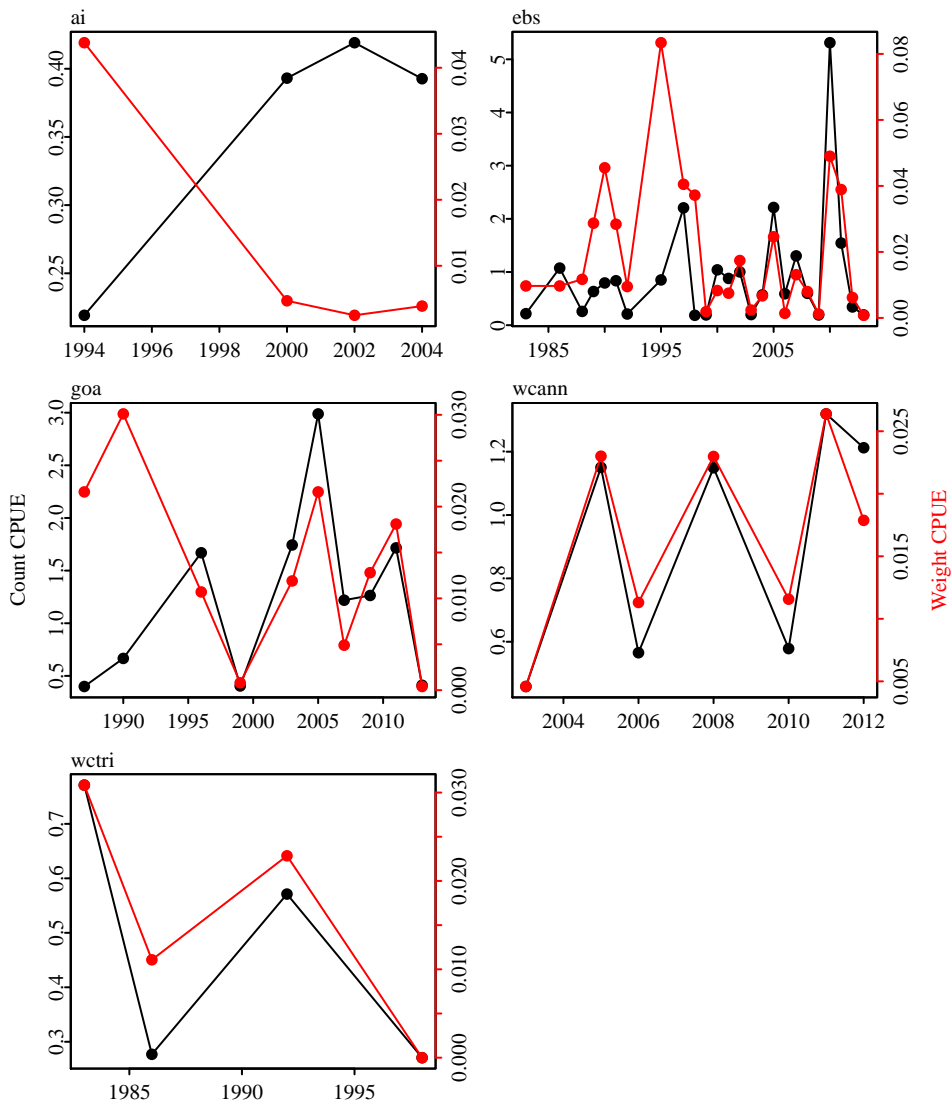 ai
0.25 0.30 0.35 0.40
0.01 0.02 0.03 0.04
1994 1996 1998 2000 2002 2004
ebs
0 1 2 3 4 5
0.00 0.02 0.04 0.06 0.08
1985 1995 2005
goa
0.5 1.0 1.5 2.0 2.5 3.0
0.000 0.010 0.020 0.030
1990 1995 2000 2005 2010
wcann
0.6 0.8 1.0 1.2
0.005 0.015 0.025
2004 2006 2008 2010 2012
wctri
0.3 0.4 0.5 0.6 0.7
0.000 0.010 0.020 0.030
1985 1990 1995
Count CPUE
Weight CPUE